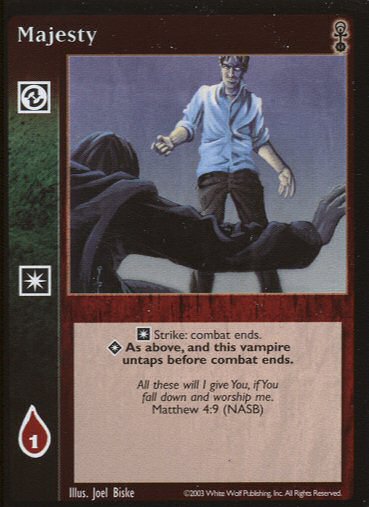 Majesty
Strike: combat ends.
As above, and this vampire
untaps before combat ends.
All these will I give You, if You
fall down and worship me.
Matthew 4:9 (NASB)
1
Illus. Joel Biske
©2003 White Wolf Publishing, Inc. All Rights Reserved.